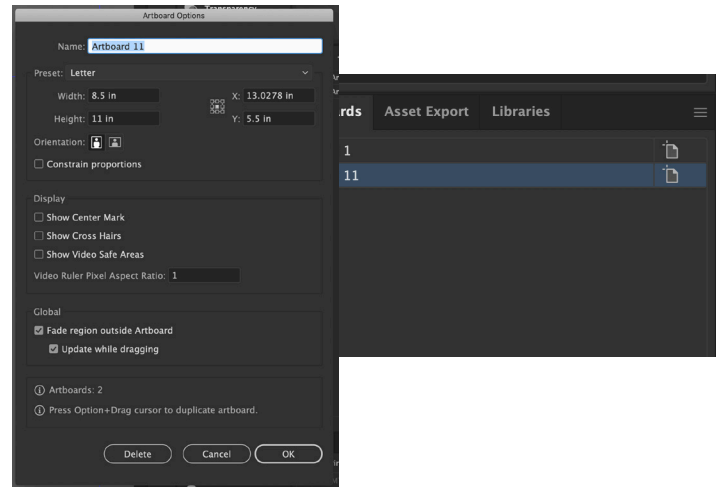 Transparency
Artboard Options
Name: Artboard 11
Preset: Letter
Width: 8.5 in X: 13.0278 in
Height: 11 in Y: 5.5 in
Orientation:
Constrain proportions
Display
Show Center Mark
Show Cross Hairs
Show Video Safe Areas
Video Ruler Pixel Aspect Ratio: 1
Global
Fade region outside Artboard
Update while dragging
Artboards: 2
Press Option+Drag cursor to duplicate artboard.
Delete Cancel OK
rds Asset Export Libraries
1
11